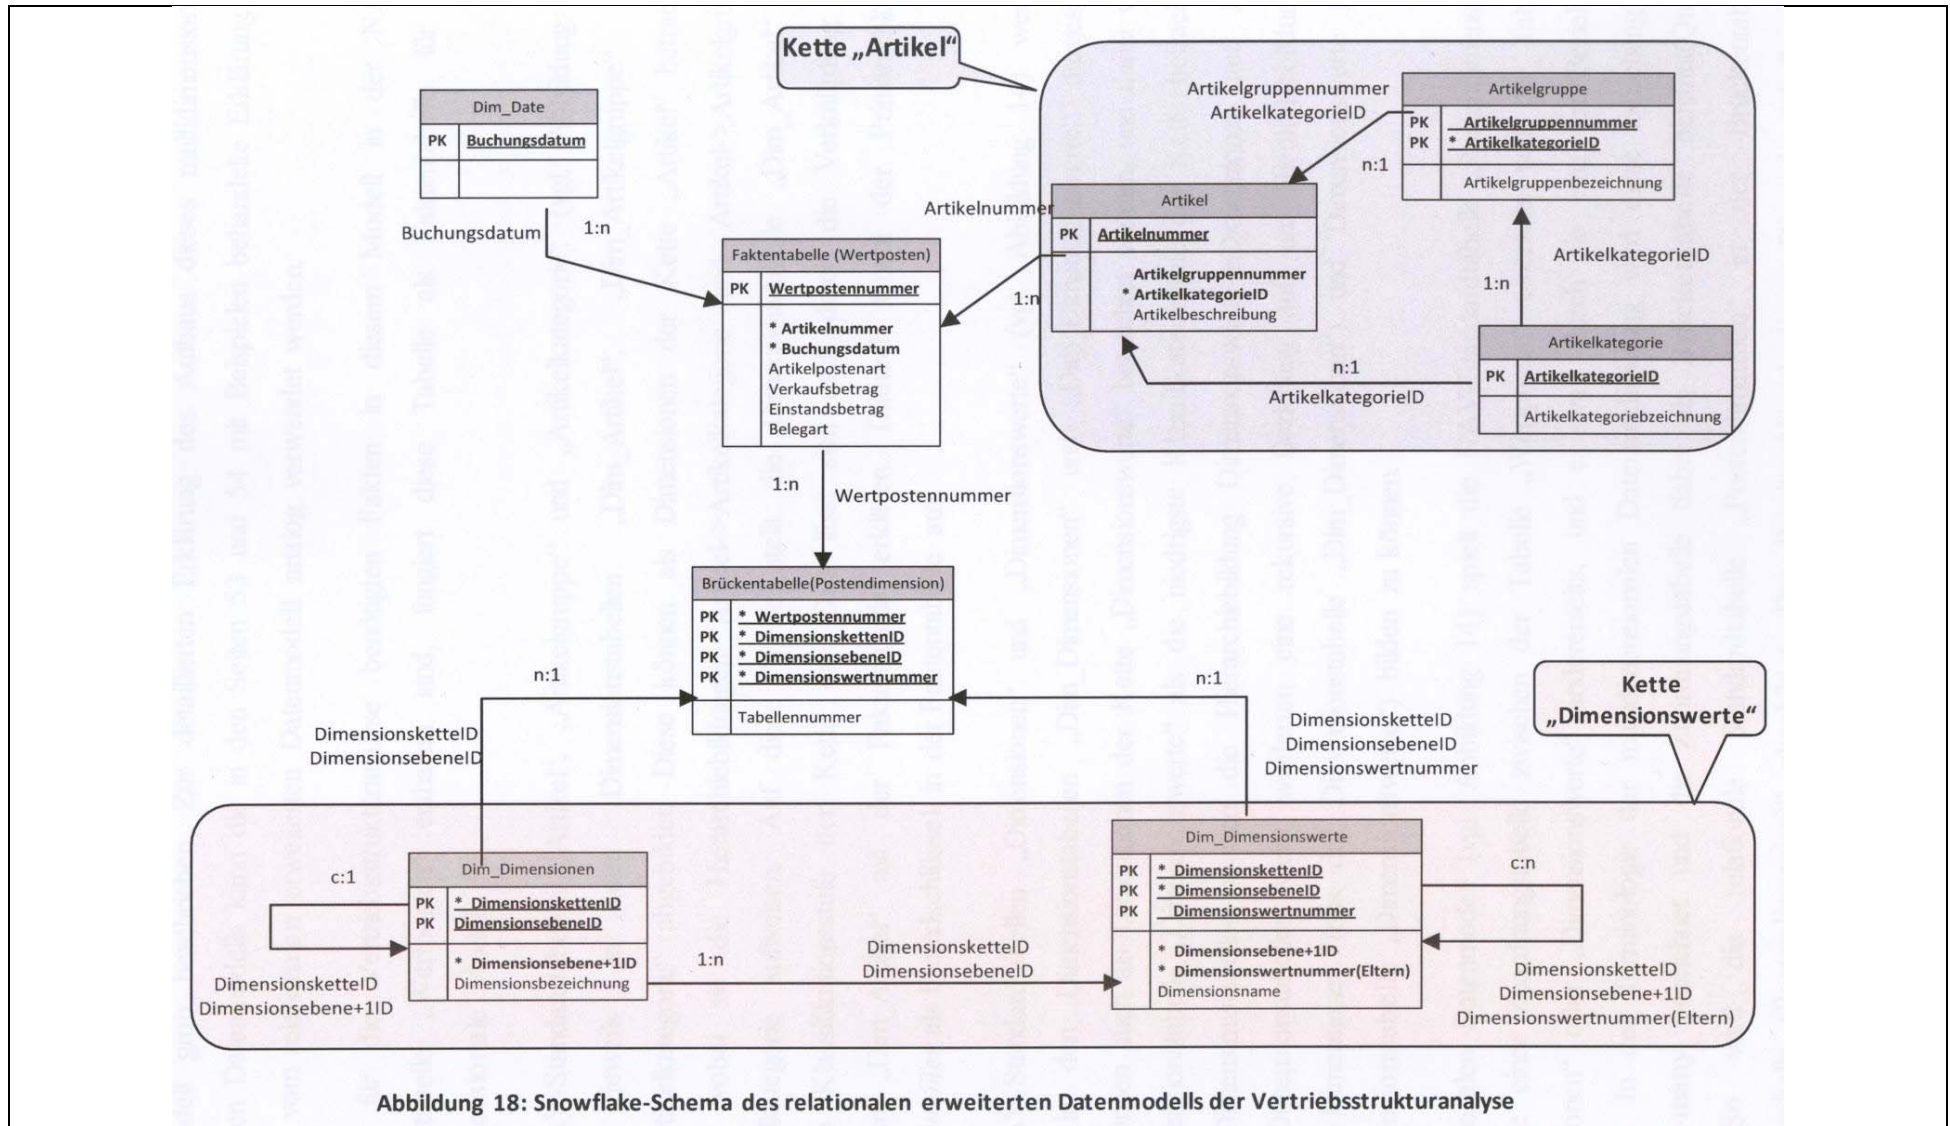 Kette „Artikel“
Dim_Date
PK Buchungsdatum
Buchungsdatum
1:n
Artikelgruppennummer
ArtikelkategorieID
n:1
Artikelgruppe
PK Artikelgruppennummer
PK * ArtikelkategorieID
Artikelgruppenbezeichnung
Artikelnummer
1:n
Artikel
PK Artikelnummer
Artikelgruppennummer
* ArtikelkategorieID
Artikelbeschreibung
ArtikelkategorieID
1:n
Artikelkategorie
PK ArtikelkategorieID
Artikelkategoriebzeichnung
n:1
ArtikelkategorieID
Faktentabelle (Wertposten)
PK Wertpostennummer
* Artikelnummer
* Buchungsdatum
Artikelpostenart
Verkaufsbetrag
Einstandsbetrag
Belegart
1:n
Wertpostennummer
Brückentabelle(Postendimension)
PK * Wertpostennummer
PK * DimensionskettenID
PK * DimensionsebeneID
PK * Dimensionswertnummer
Tabellennummer
n:1
DimensionsketteID
DimensionsebeneID
n:1
DimensionsketteID
DimensionsebeneID
Dimensionswertnummer
Kette
„Dimensionswerte“
Dim_Dimensionen
PK * DimensionskettenID
PK DimensionsebeneID
* Dimensionsebene+1ID
Dimensionsbezeichnung
c:1
DimensionsketteID
Dimensionsebene+1ID
1:n
DimensionsketteID
DimensionsebeneID
Dim_Dimensionswerte
PK * DimensionskettenID
PK * DimensionsebeneID
PK Dimensionswertnummer
* Dimensionsebene+1ID
* Dimensionswertnummer(Eltern)
Dimensionsname
c:n
DimensionsketteID
Dimensionsebene+1ID
Dimensionswertnummer(Eltern)
Abbildung 18: Snowflake-Schema des relationalen erweiterten Datenmodells der Vertriebsstrukturanalyse